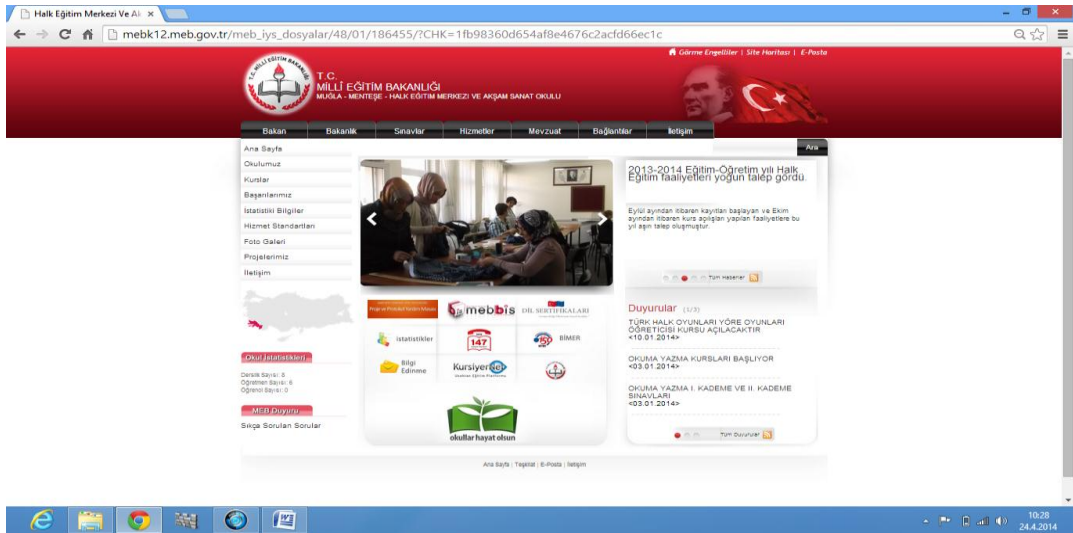 Halk Eğitim Merkezi Ve Ak
mebk12.meb.gov.tr/meb_iys_dosyalar/48/01/186455/?CHK=1fb98360d654af8e4676c2acfd66ec1c
Görme Engelliler | Site Haritası | E-Posta
T.C.
MİLLÎ EĞİTİM BAKANLIĞI
MUĞLA - MENTEŞE - HALK EĞİTİM MERKEZİ VE AKŞAM SANAT OKULU
Bakan Bakanlık Sınavlar Hizmetler Mevzuat Bağlantılar İletişim
Ara
Ana Sayfa
Okulumuz
Kurslar
Başarılarımız
İstatistiki Bilgiler
Hizmet Standartları
Foto Galeri
Projelerimiz
İletişim
Okul İstatistikleri
Derslik Sayısı: 6
Öğretmen Sayısı: 6
Öğrenci Sayısı: 0
MEB Duyuru
Sıkça Sorulan Sorular
mebbis
DİL SERTİFİKALARI
istatistikler
147
150
BİMER
Bilgi
Edinme
KursiyerNet
okullar hayat olsun
2013-2014 Eğitim-Öğretim yılı Halk
Eğitim faaliyetleri yoğun talep gördü.
Eylül ayından itibaren kayıtları başlayan ve Ekim
ayından itibaren kurs açılışları yapılan faaliyetlere bu
yıl aşırı talep oluşmuştur.
Tüm Haberler
Duyurular (1/3)
TÜRK HALK OYUNLARI YÖRE OYUNLARI
ÖĞRETİCİSİ KURSU AÇILACAKTIR
<10.01.2014>
OKUMA YAZMA KURSLARI BAŞLIYOR
<03.01.2014>
OKUMA YAZMA I. KADEME VE II. KADEME
SINAVLARI
<03.01.2014>
Tüm Duyurular
Ana Sayfa | Teşkilat | E-Posta | İletişim
10:28
24.4.2014